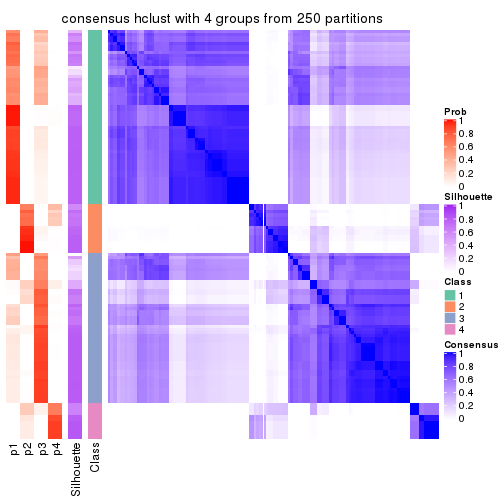 consensus hclust with 4 groups from 250 partitions
Prob
1
0.8
0.6
0.4
0.2
0
Silhouette
1
0.8
0.6
0.4
0.2
0
Class
1
2
3
4
Consensus
1
0.8
0.6
0.4
0.2
0
p1
p2
p3
p4
Silhouette
Class